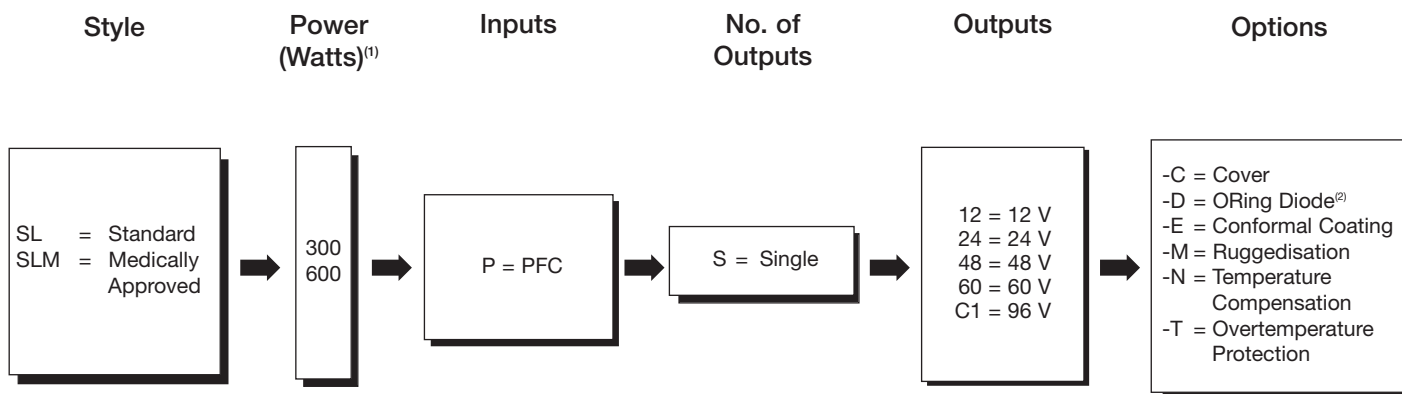 Style
Power
(Watts)(1)
Inputs
No. of
Outputs
Outputs
Options
SL = Standard
SLM = Medically
Approved
300
600
P = PFC
S = Single
12 = 12 V
24 = 24 V
48 = 48 V
60 = 60 V
C1 = 96 V
-C = Cover
-D = ORing Diode(2)
-E = Conformal Coating
-M = Ruggedisation
-N = Temperature
Compensation
-T = Overtemperature
Protection